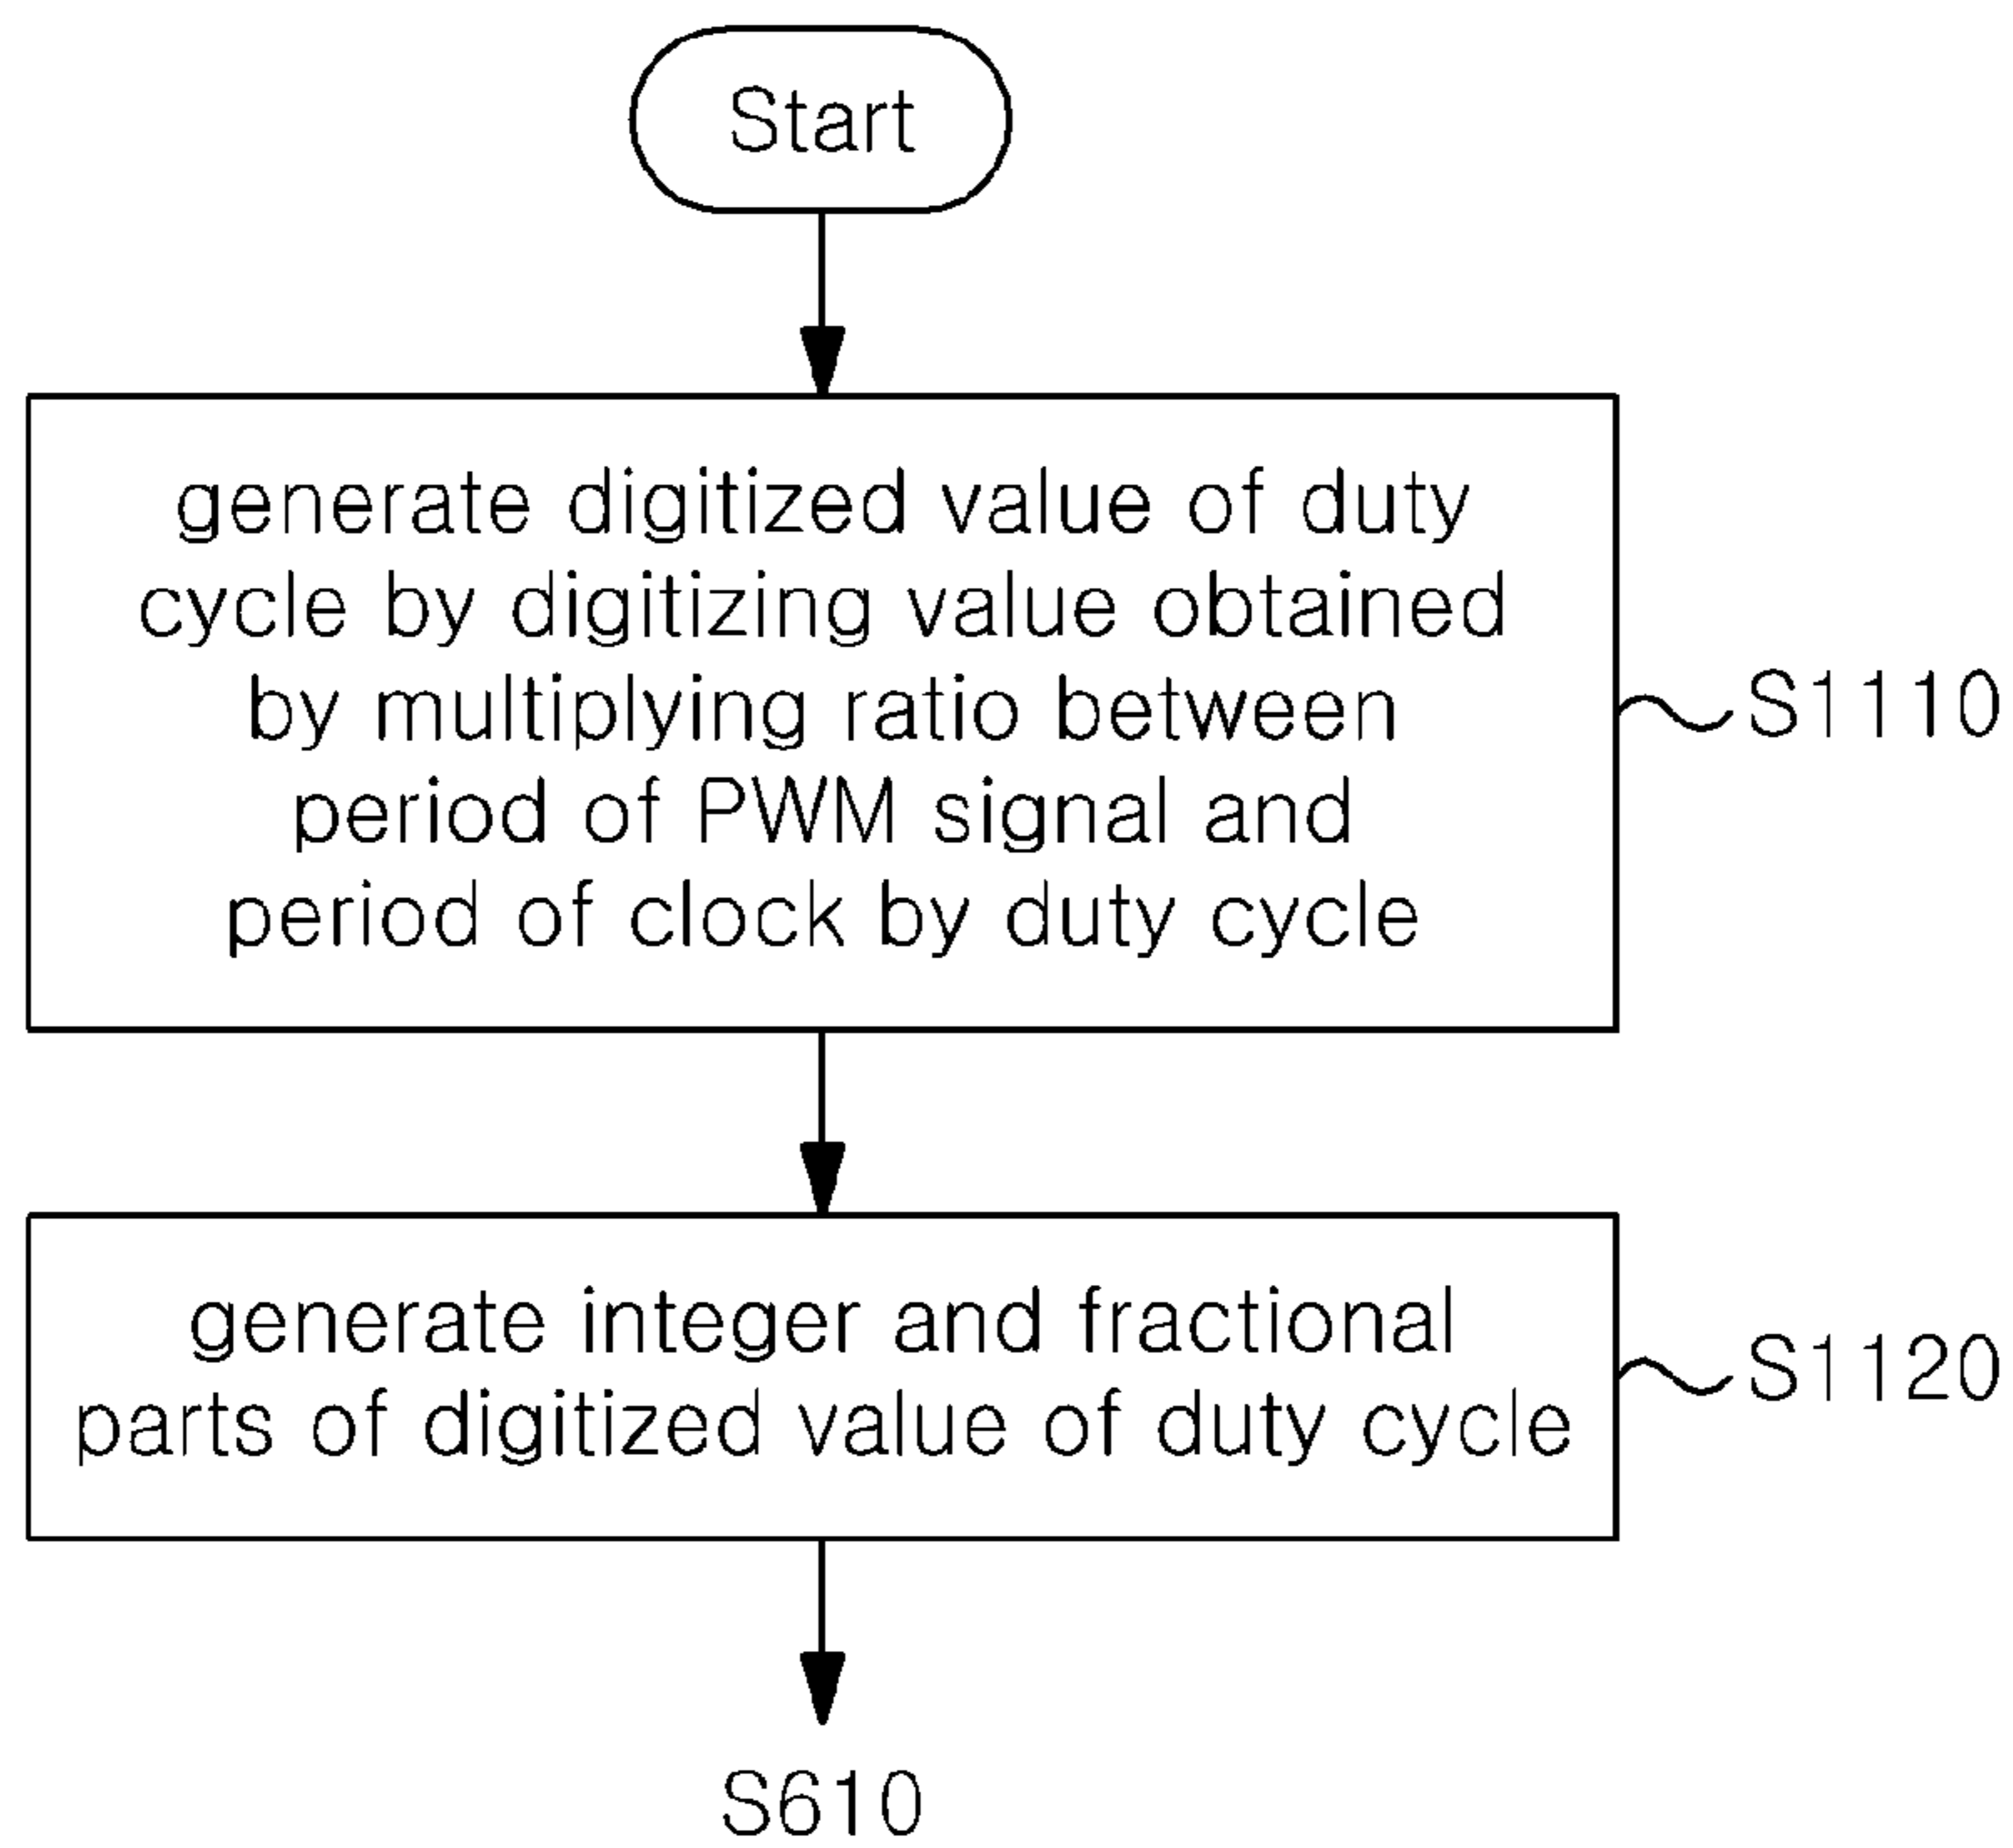 Start
generate digitized value of duty
cycle by digitizing value obtained
by multiplying ratio between
period of PWM signal and
period of clock by duty cycle
S1110
generate integer and fractional
parts of digitized value of duty cycle
S1120
S610